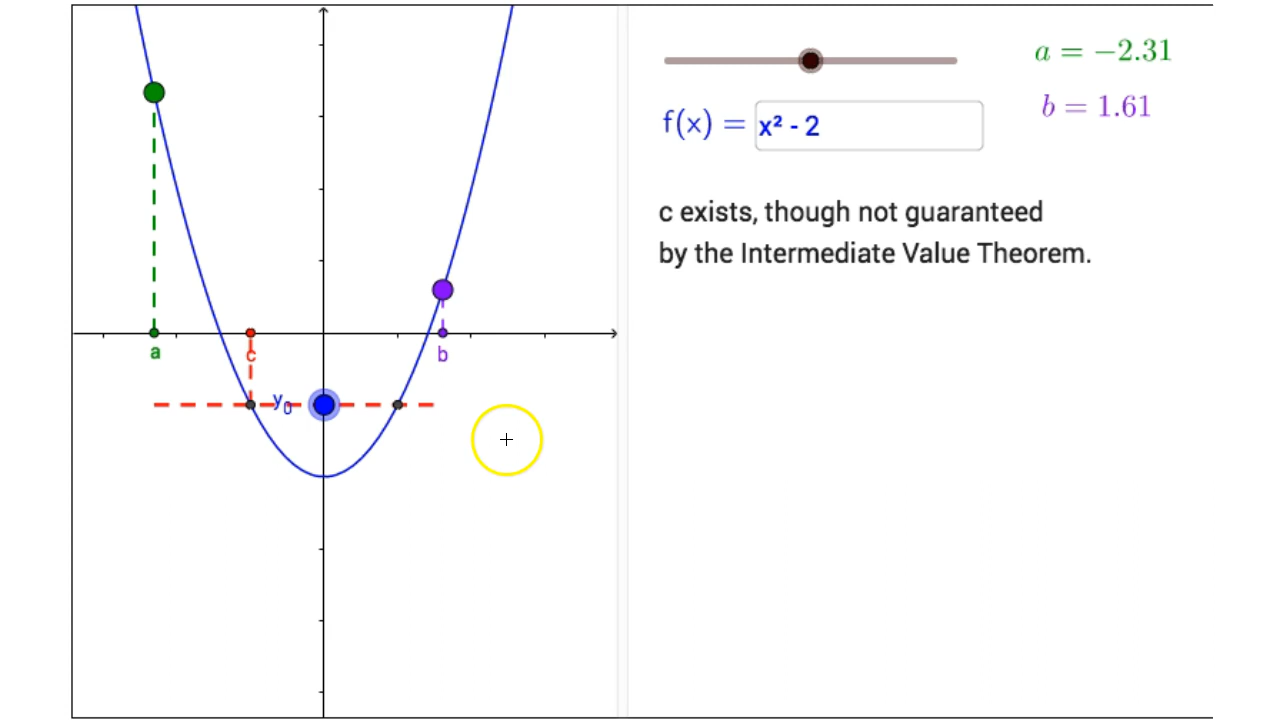 a = −2.31
f(x) = x² - 2
b = 1.61
c exists, though not guaranteed
by the Intermediate Value Theorem.
a
c
b
y₀